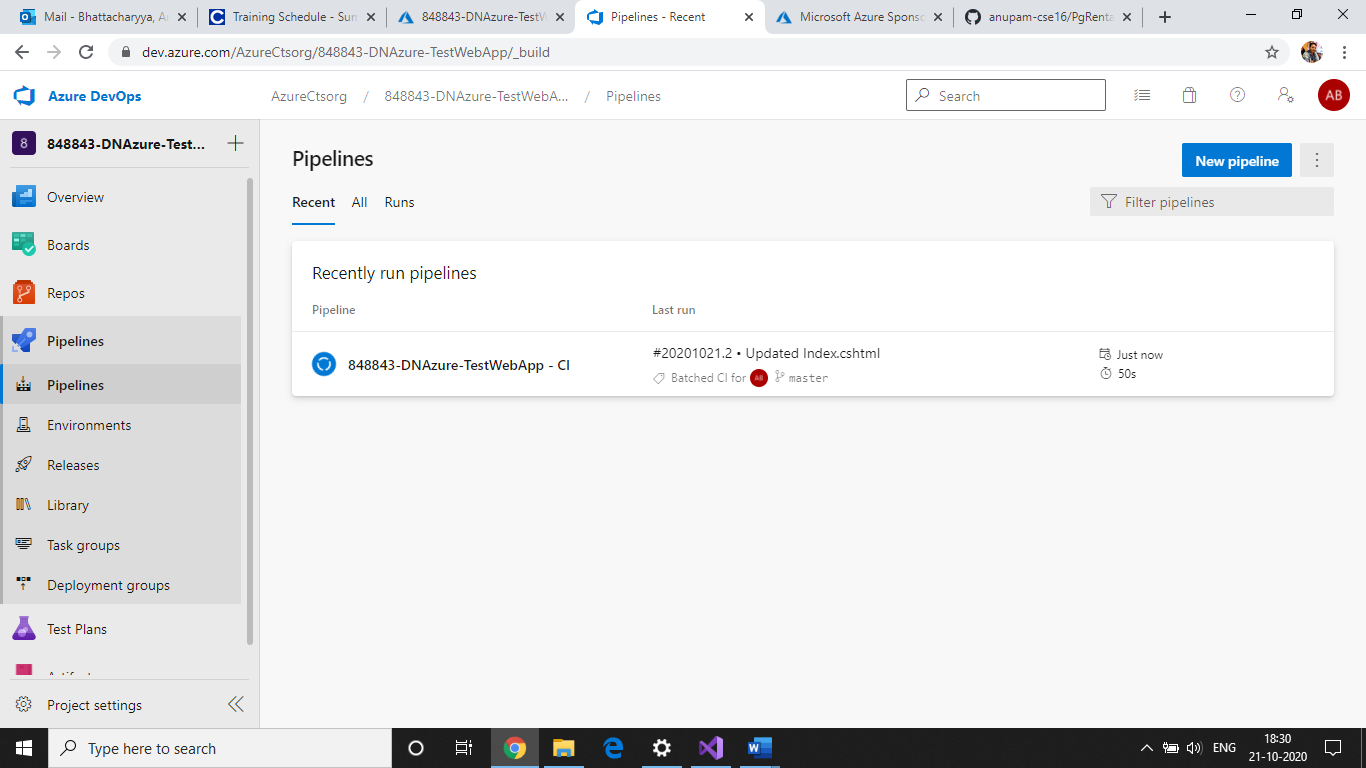 Mail - Bhattacharyya, A
Training Schedule - Sun
848843-DNAzure-TestW
Pipelines - Recent
Microsoft Azure Sponso
anupam-cse16/PgRenta
dev.azure.com/AzureCtsorg/848843-DNAzure-TestWebApp/_build
Azure DevOps
AzureCtsorg / 848843-DNAzure-TestWebA... / Pipelines
Search
AB
8 848843-DNAzure-Test...
Overview
Boards
Repos
Pipelines
Pipelines
Environments
Releases
Library
Task groups
Deployment groups
Test Plans
Project settings
Pipelines
New pipeline
Recent All Runs
Filter pipelines
Recently run pipelines
Pipeline Last run
848843-DNAzure-TestWebApp - CI
#20201021.2 • Updated Index.cshtml
Batched CI for AB master
Just now
50s
Type here to search
ENG
18:30
21-10-2020